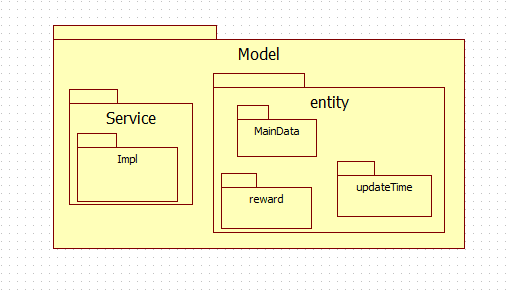 Model
Service
Impl
entity
MainData
reward
updateTime